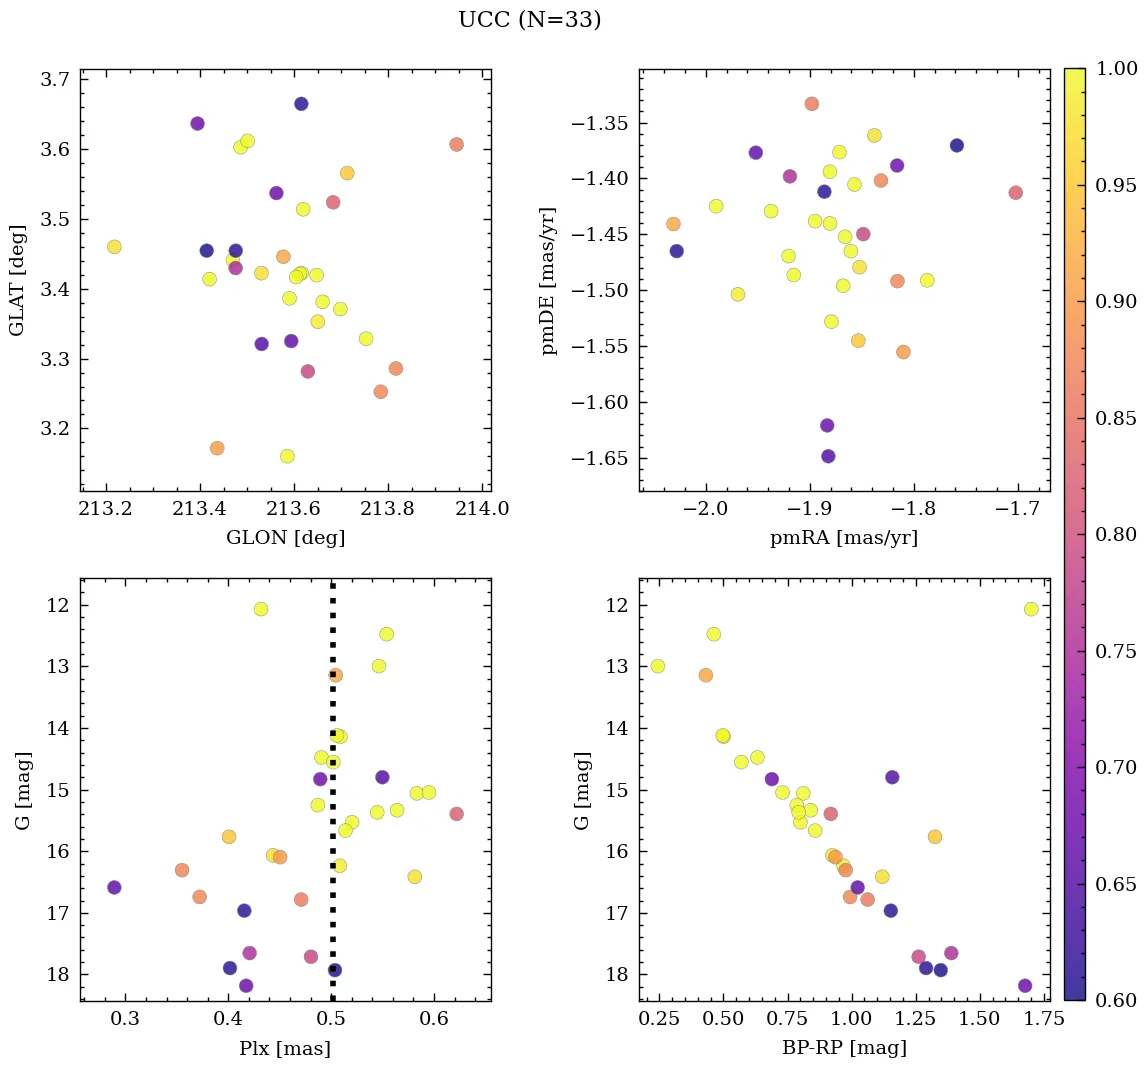 UCC (N=33)
3.7
3.6
3.5
3.4
3.3
3.2
GLAT [deg]
213.2 213.4 213.6 213.8 214.0
GLON [deg]
−1.35
−1.40
−1.45
−1.50
−1.55
−1.60
−1.65
pmDE [mas/yr]
−2.0 −1.9 −1.8 −1.7
pmRA [mas/yr]
12
13
14
15
16
17
18
G [mag]
0.3 0.4 0.5 0.6
Plx [mas]
12
13
14
15
16
17
18
G [mag]
0.25 0.50 0.75 1.00 1.25 1.50 1.75
BP-RP [mag]
1.00
0.95
0.90
0.85
0.80
0.75
0.70
0.65
0.60